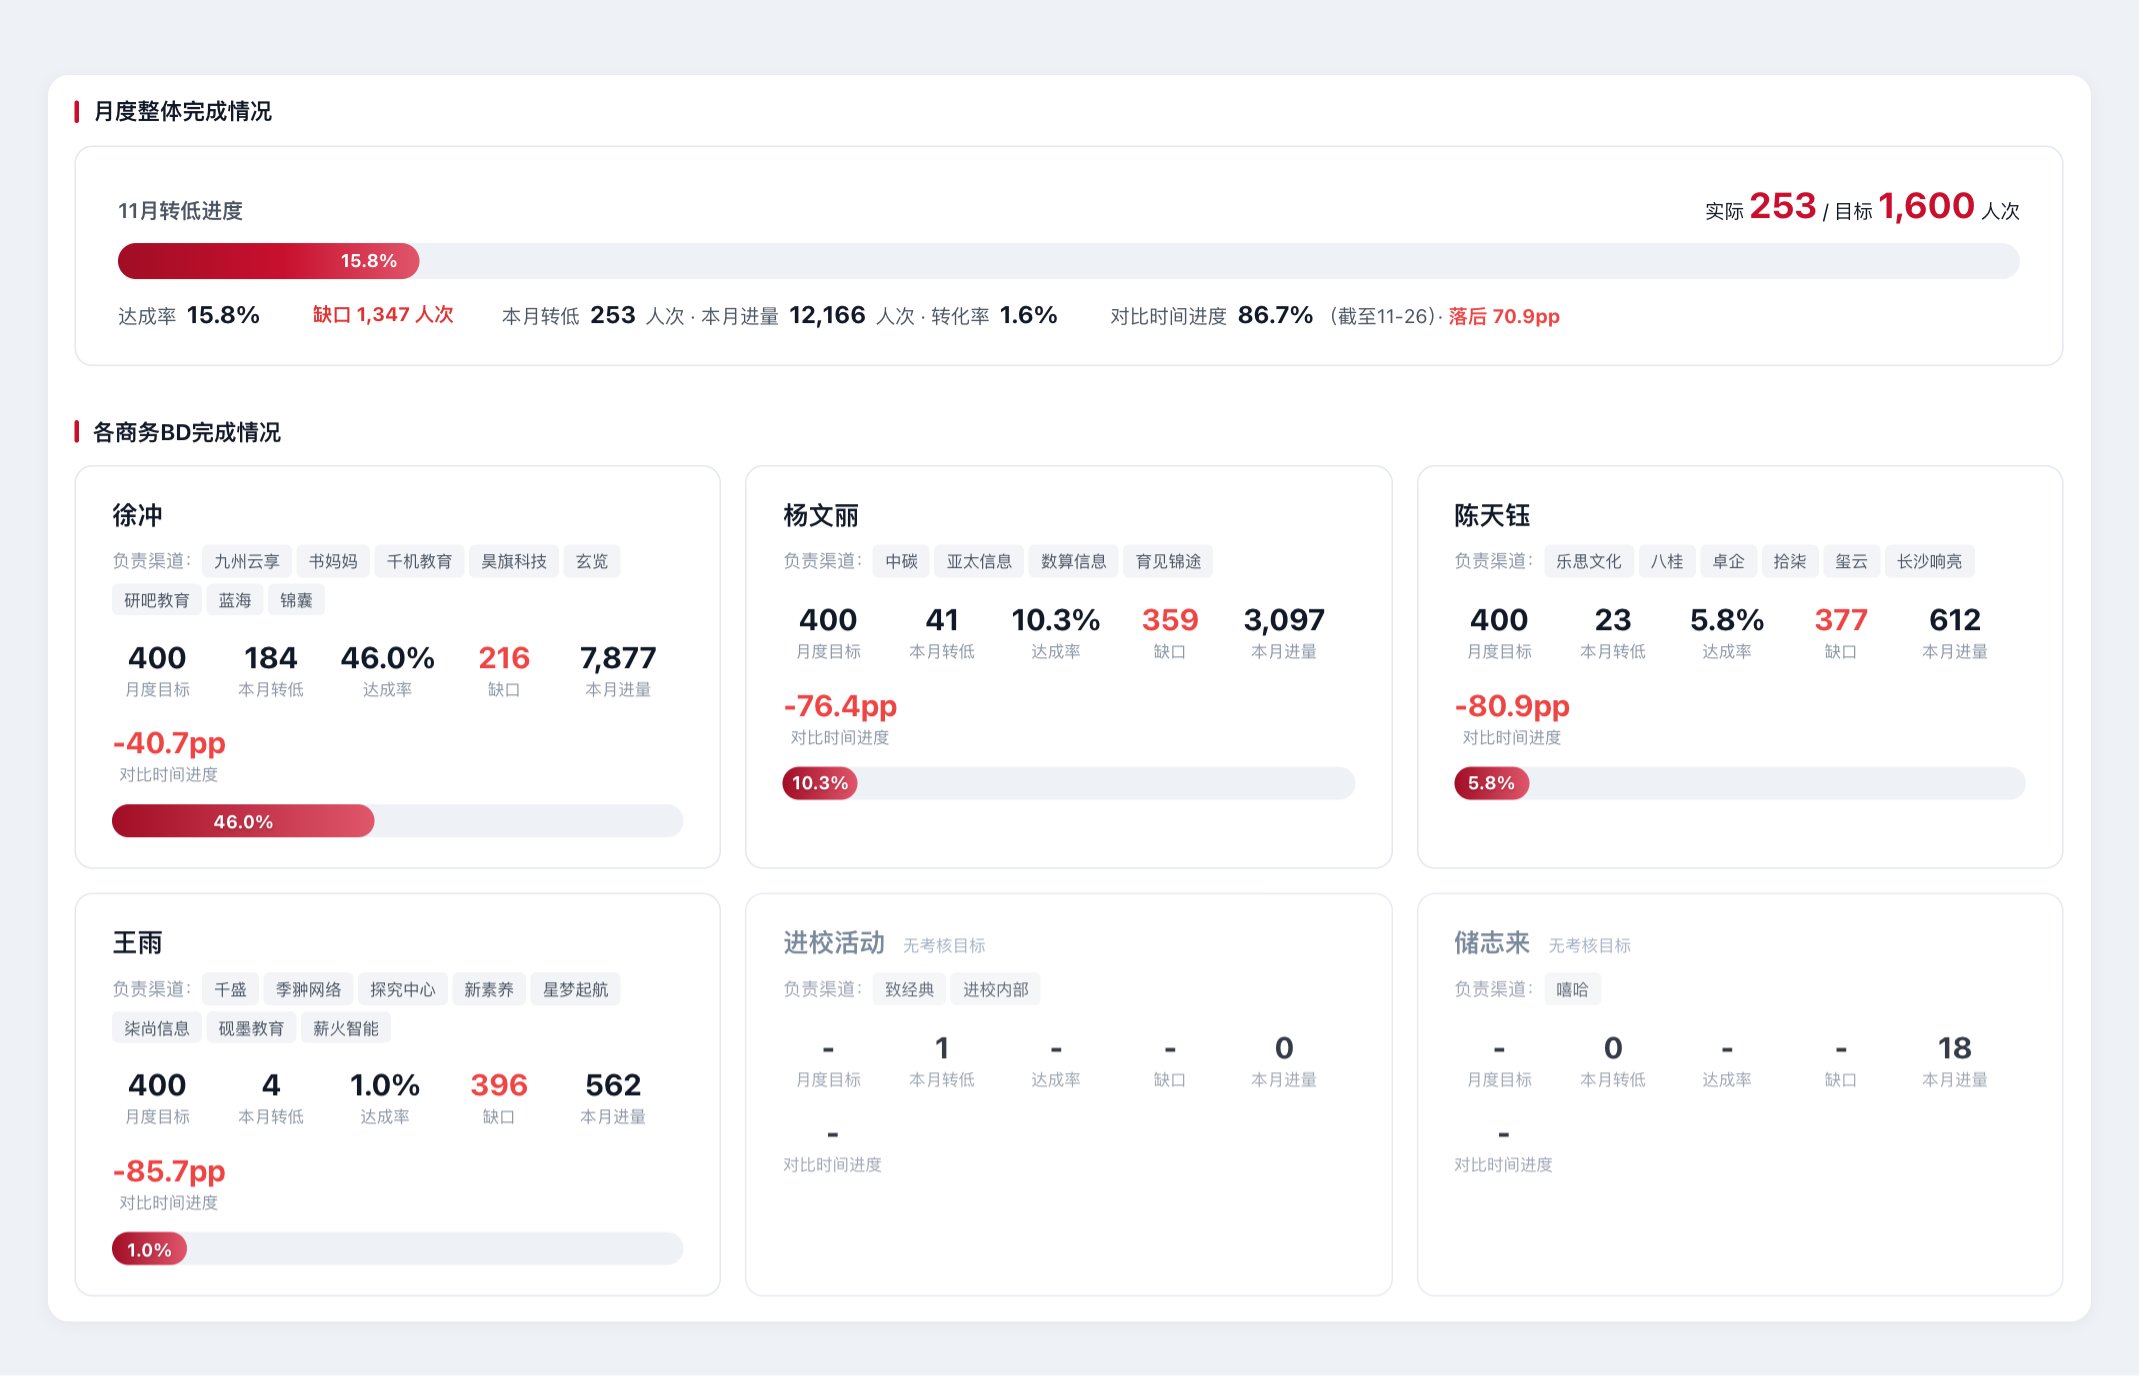 月度整体完成情况
11月转低进度
实际 253 / 目标 1,600 人次
15.8%
达成率 15.8% 缺口 1,347 人次 本月转低 253 人次 · 本月进量 12,166 人次 · 转化率 1.6% 对比时间进度 86.7% (截至11-26) · 落后 70.9pp
各商务BD完成情况
徐冲
负责渠道: 九州云享 书妈妈 千机教育 昊旗科技 玄览
研吧教育 蓝海 锦囊
400 184 46.0% 216 7,877
月度目标 本月转低 达成率 缺口 本月进量
-40.7pp
对比时间进度
46.0%
杨文丽
负责渠道: 中碳 亚太信息 数算信息 育见锦途
400 41 10.3% 359 3,097
月度目标 本月转低 达成率 缺口 本月进量
-76.4pp
对比时间进度
10.3%
陈天钰
负责渠道: 乐思文化 八桂 卓企 拾柒 玺云 长沙响亮
400 23 5.8% 377 612
月度目标 本月转低 达成率 缺口 本月进量
-80.9pp
对比时间进度
5.8%
王雨
负责渠道: 千盛 季翀网络 探究中心 新素养 星梦起航
柒尚信息 砚墨教育 薪火智能
400 4 1.0% 396 562
月度目标 本月转低 达成率 缺口 本月进量
-85.7pp
对比时间进度
1.0%
进校活动 无考核目标
负责渠道: 致经典 进校内部
- 1 - - 0
月度目标 本月转低 达成率 缺口 本月进量
-
对比时间进度
储志来 无考核目标
负责渠道: 嘻哈
- 0 - - 18
月度目标 本月转低 达成率 缺口 本月进量
-
对比时间进度